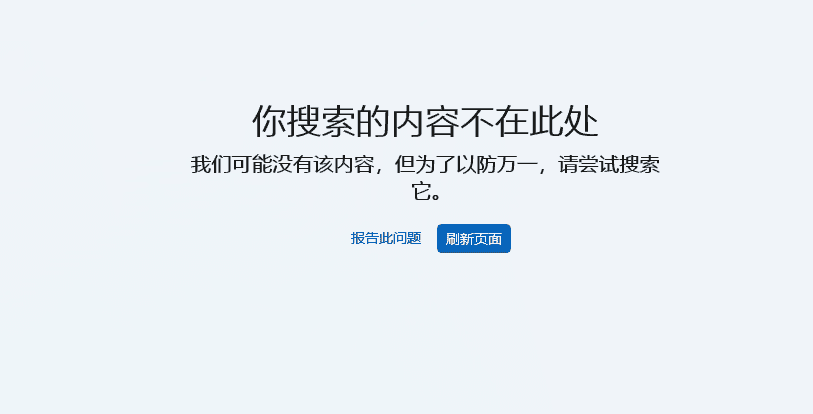 你搜索的内容不在此处
我们可能没有该内容，但为了以防万一，请尝试搜索
它。
报告此问题 刷新页面